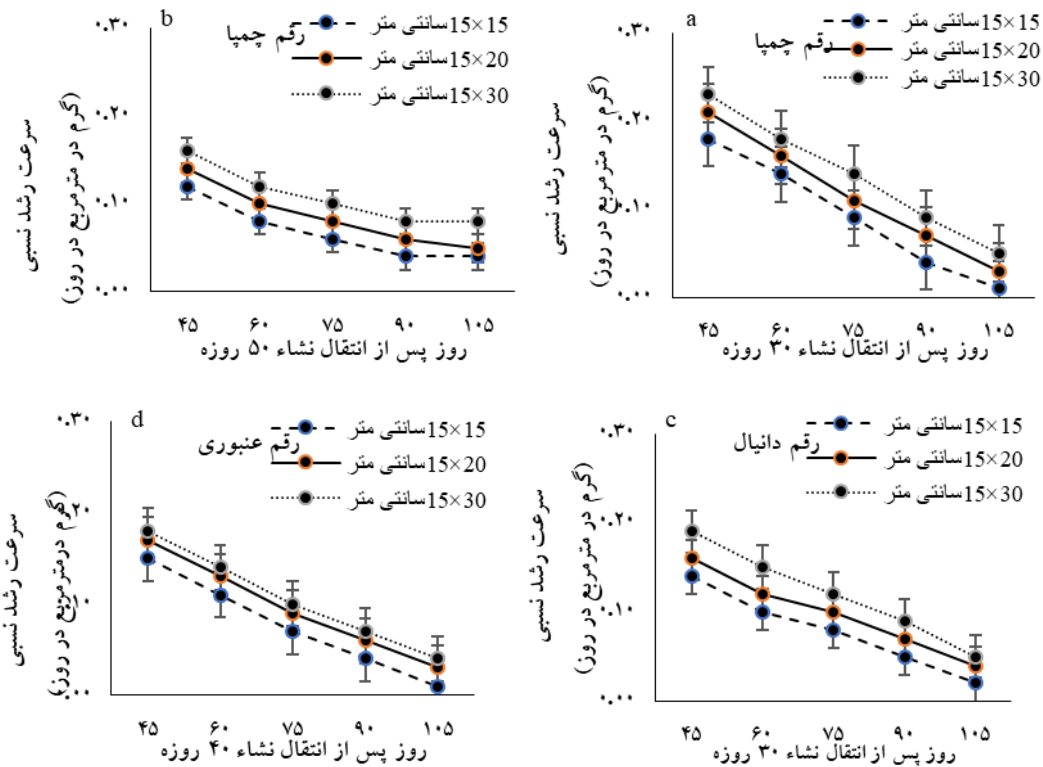 a
رقم چمپا
15×15سانتی متر
15×20سانتی متر
15×30سانتی متر
سرعت رشد نسبی
(گرم در مترمربع در روز)
۰.۳۰
۰.۲۰
۰.۱۰
۰.۰۰
۴۵ ۶۰ ۷۵ ۹۰ ۱۰۵
روز پس از انتقال نشاء ۳۰ روزه
b
رقم چمپا
15×15سانتی متر
15×20سانتی متر
15×30سانتی متر
سرعت رشد نسبی
(گرم در مترمربع در روز)
۰.۳۰
۰.۲۰
۰.۱۰
۰.۰۰
۴۵ ۶۰ ۷۵ ۹۰ ۱۰۵
روز پس از انتقال نشاء ۵۰ روزه
c
رقم دانیال
15×15سانتی متر
15×20سانتی متر
15×30سانتی متر
سرعت رشد نسبی
(گرم در مترمربع در روز)
۰.۳۰
۰.۲۰
۰.۱۰
۰.۰۰
۴۵ ۶۰ ۷۵ ۹۰ ۱۰۵
روز پس از انتقال نشاء ۳۰ روزه
d
رقم عنبوری
15×15سانتی متر
15×20سانتی متر
15×30سانتی متر
سرعت رشد نسبی
(گرم درمترمربع در روز)
۰.۳۰
۰.۲۰
۰.۰۰
۴۵ ۶۰ ۷۵ ۹۰ ۱۰۵
روز پس از انتقال نشاء ۴۰ روزه